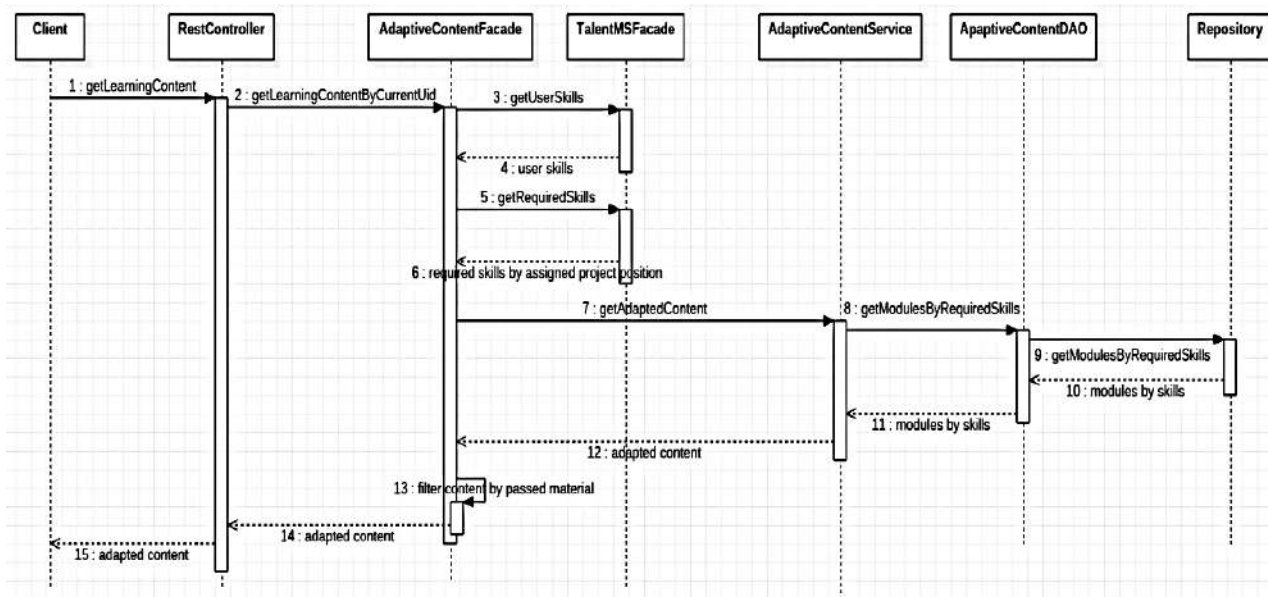 Client
RestController
AdaptiveContentFacade
TalentMSFacade
AdaptiveContentService
ApaptiveContentDAO
Repository
1 : getLearningContent
2 : getLearningContentByCurrentUid
3 : getUserSkills
4 : user skills
5 : getRequiredSkills
6 : required skills by assigned project position
7 : getAdaptedContent
8 : getModulesByRequiredSkills
9 : getModulesByRequiredSkills
10 : modules by skills
11 : modules by skills
12 : adapted content
13 : filter content by passed material
14 : adapted content
15 : adapted content